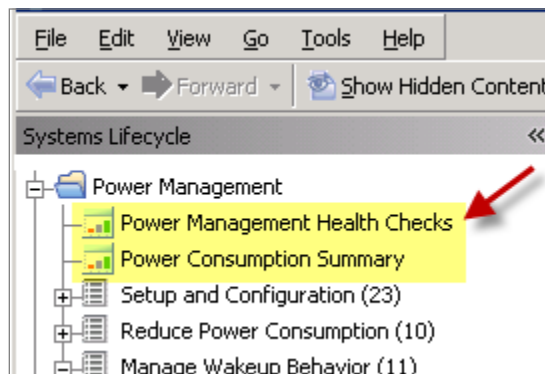 File Edit View Go Tools Help
Back Forward Show Hidden Content
Systems Lifecycle
Power Management
Power Management Health Checks
Power Consumption Summary
Setup and Configuration (23)
Reduce Power Consumption (10)
Manage Wakeup Behavior (11)